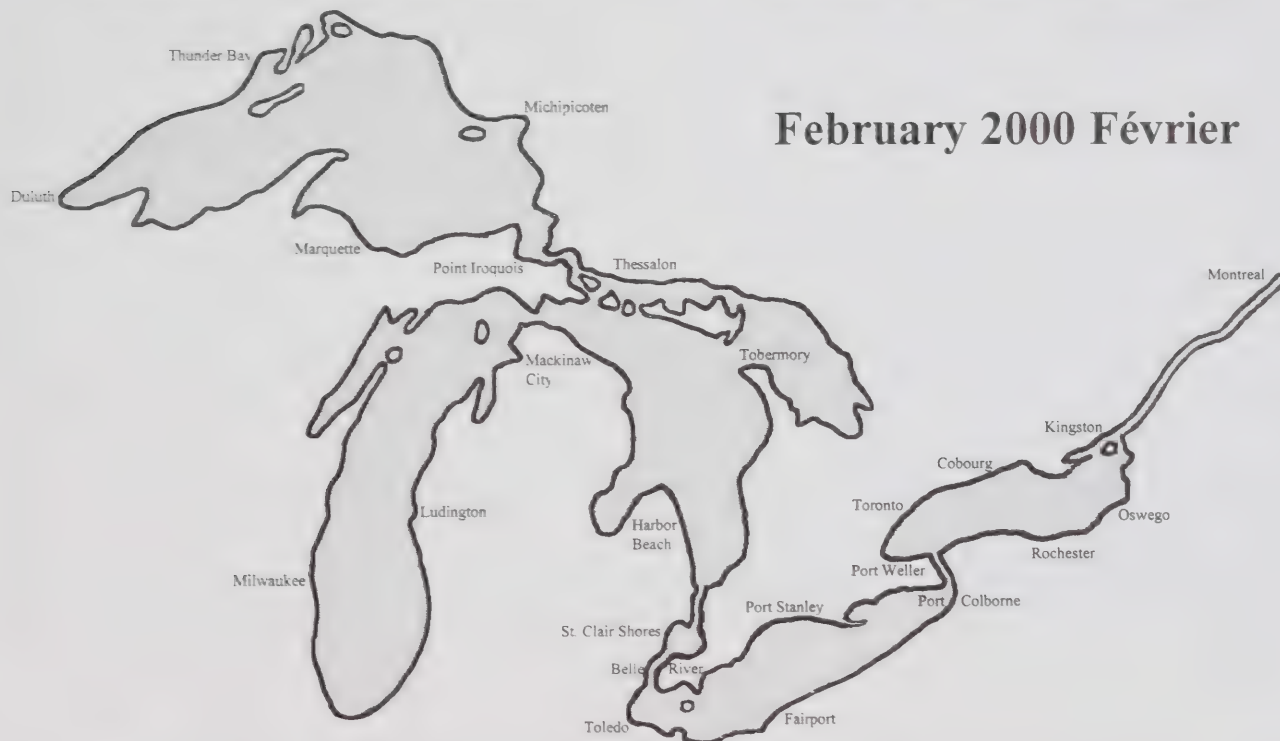 Thunder Bay
Michipicoten
February 2000 Février
Duluth
Marquette
Point Iroquois
Thessalon
Montreal
Mackinaw
City
Tobermory
Kingston
Cobourg
Ludington
Toronto
Oswego
Harbor
Beach
Rochester
Milwaukee
Port Weller
Port Colborne
Port Stanley
St. Clair Shores
Belle River
Toledo
Fairport